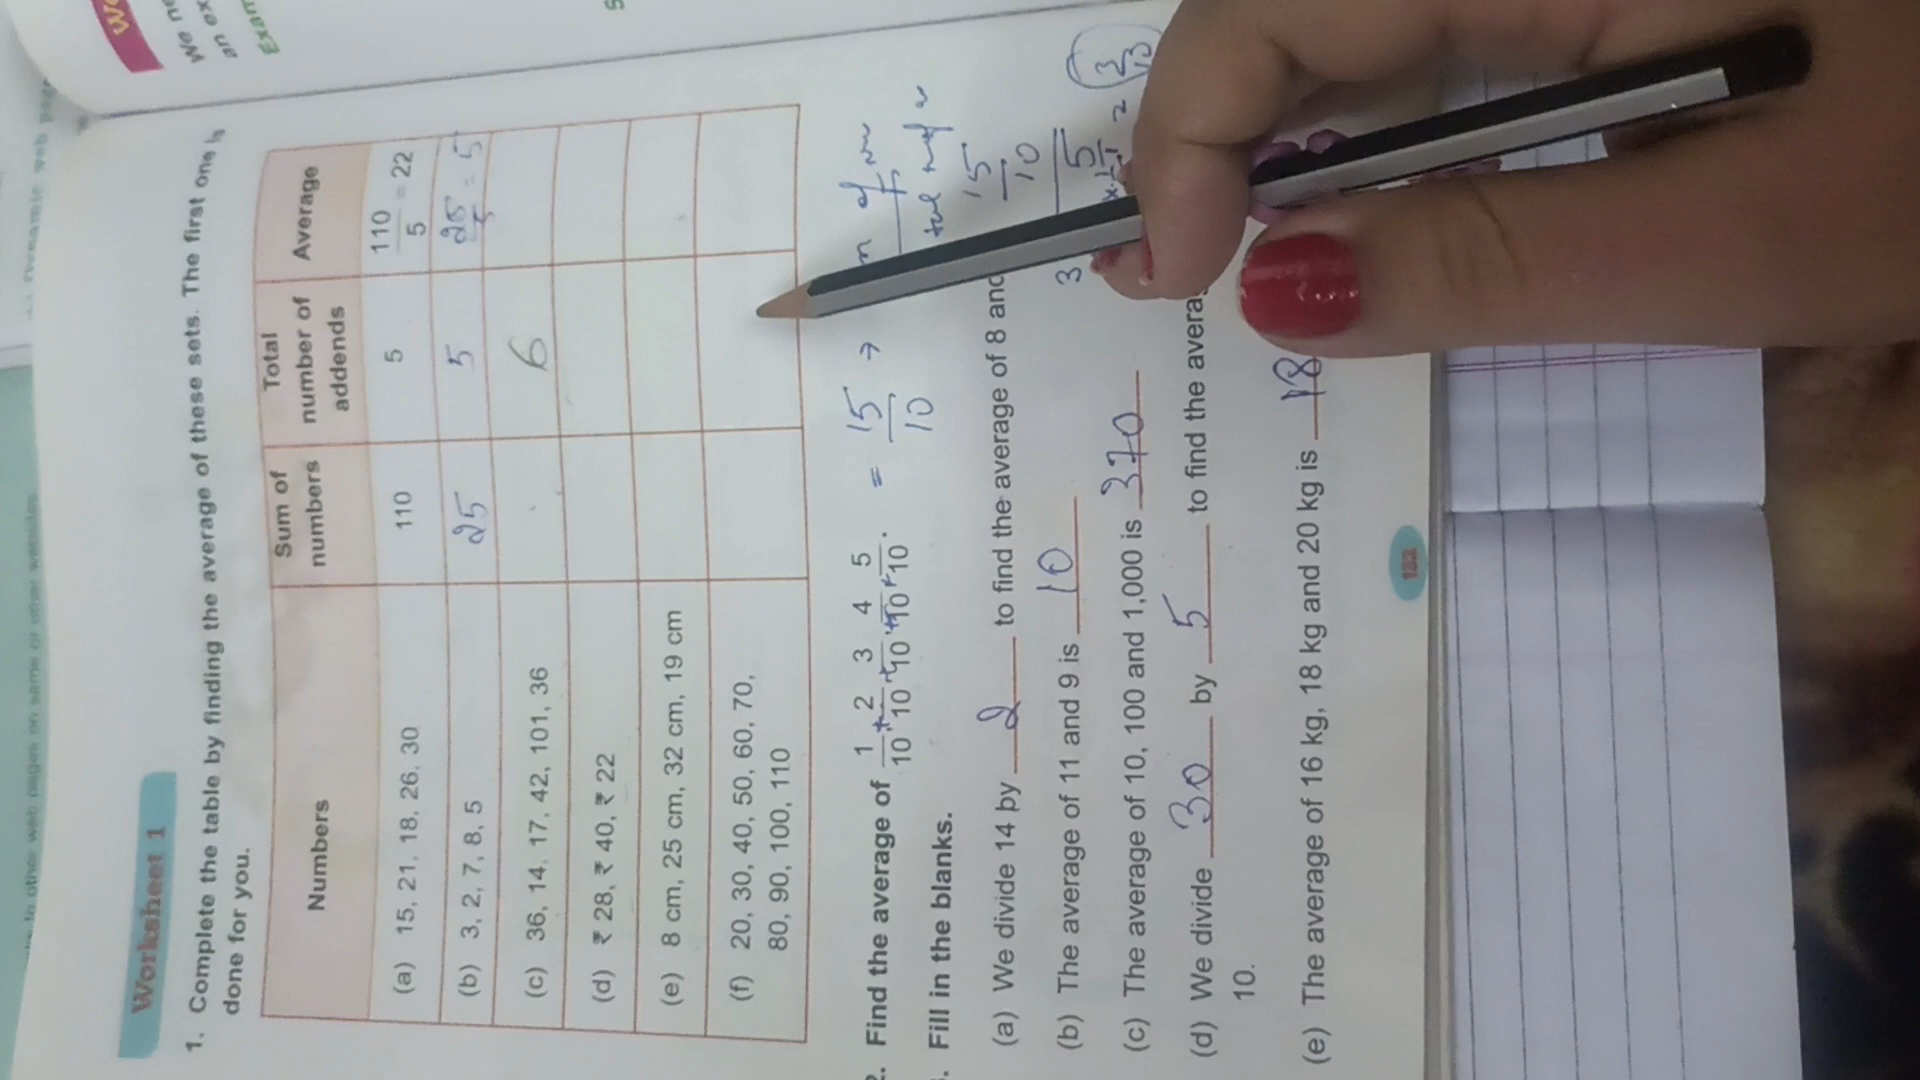 Worksheet 1
1. Complete the table by finding the average of these sets. The first one is
done for you.
Numbers Sum of numbers Total number of addends Average
(a) 15, 21, 18, 26, 30 110 5 110/5 = 22
(b) 3, 2, 7, 8, 5 25 5 25/5 = 5
(c) 36, 14, 17, 42, 101, 36 6
(d) ₹ 28, ₹ 40, ₹ 22
(e) 8 cm, 25 cm, 32 cm, 19 cm
(f) 20, 30, 40, 50, 60, 70,
80, 90, 100, 110
2. Find the average of 1/10 + 2/10 + 3/10 + 4/10 + 5/10. = 15/10 →
Fill in the blanks.
(a) We divide 14 by 2 to find the average of 8 and
15/10
(b) The average of 11 and 9 is 10
3 5
(c) The average of 10, 100 and 1,000 is 370
(d) We divide 30 by 5 to find the avera
10.
(e) The average of 16 kg, 18 kg and 20 kg is 18
132
We
We ne
an ex
Exam